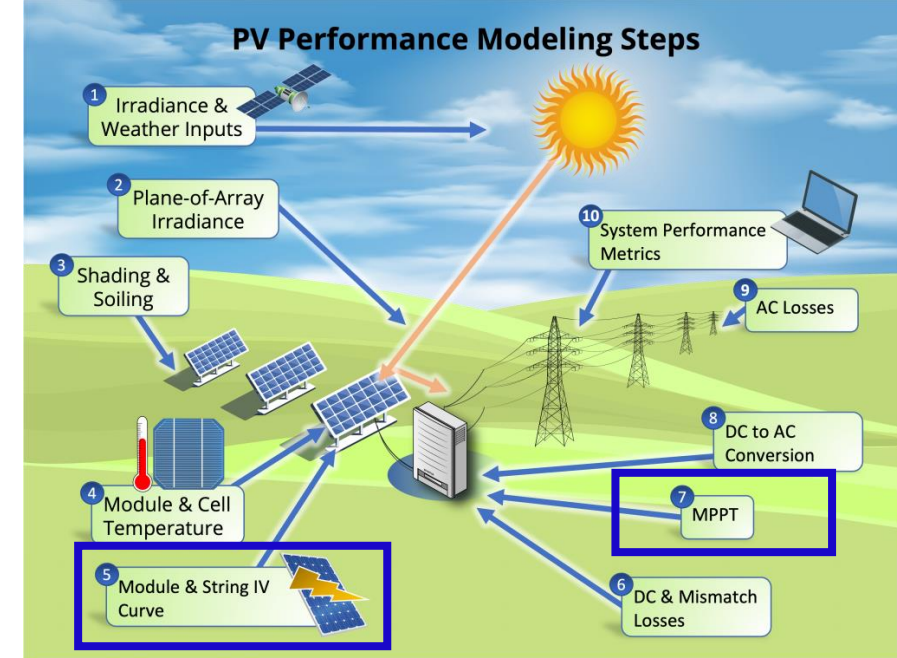 PV Performance Modeling Steps
1
Irradiance &
Weather Inputs
2
Plane-of-Array
Irradiance
3
Shading &
Soiling
4
Module & Cell
Temperature
5
Module & String IV
Curve
6
DC & Mismatch
Losses
7
MPPT
8
DC to AC
Conversion
9
AC Losses
10
System Performance
Metrics